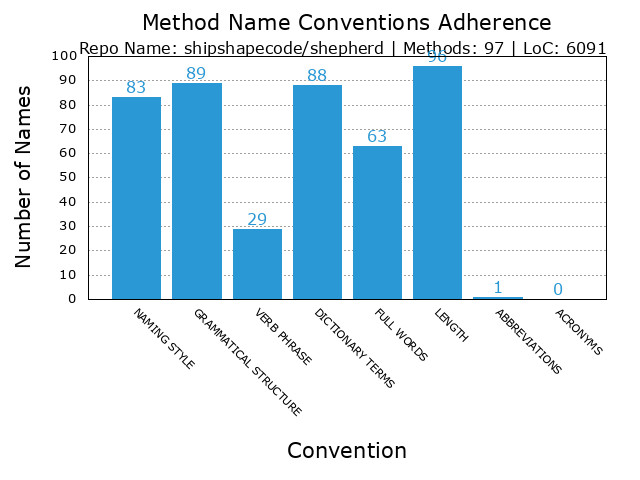 Method Name Conventions Adherence
Repo Name: shipshapecode/shepherd | Methods: 97 | LoC: 6091
Number of Names
100
90
80
70
60
50
40
30
20
10
0
83
89
29
88
63
96
1
0
NAMING STYLE
GRAMMATICAL STRUCTURE
VERB PHRASE
DICTIONARY TERMS
FULL WORDS
LENGTH
ABBREVIATIONS
ACRONYMS
Convention